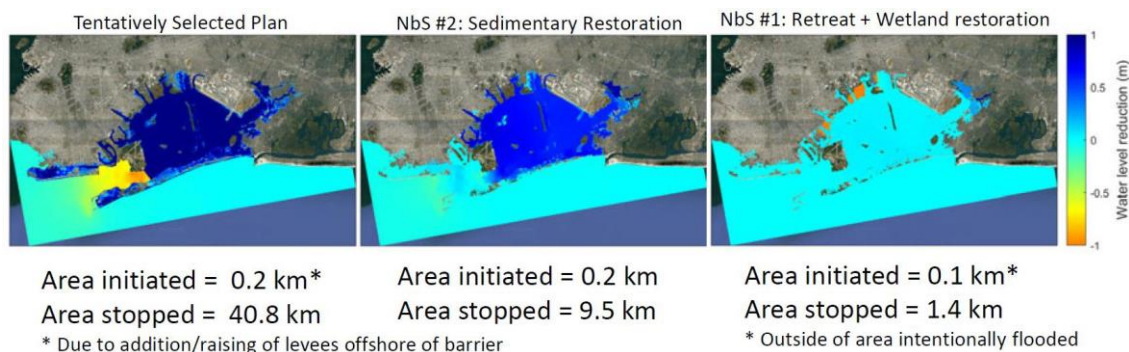 Tentatively Selected Plan
NbS #2: Sedimentary Restoration
NbS #1: Retreat + Wetland restoration
1
0.5
0
-0.5
-1
Water level reduction (m)
Area initiated = 0.2 km*
Area stopped = 40.8 km
* Due to addition/raising of levees offshore of barrier
Area initiated = 0.2 km
Area stopped = 9.5 km
Area initiated = 0.1 km*
Area stopped = 1.4 km
* Outside of area intentionally flooded